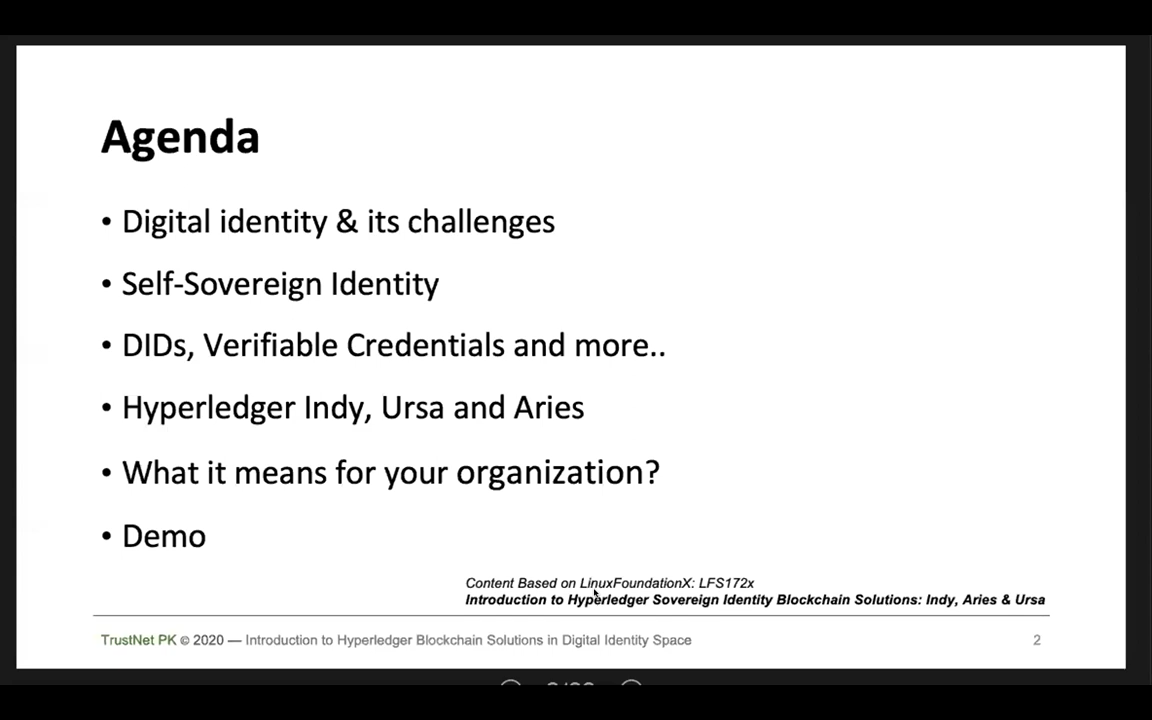 Agenda
• Digital identity & its challenges
• Self-Sovereign Identity
• DIDs, Verifiable Credentials and more..
• Hyperledger Indy, Ursa and Aries
• What it means for your organization?
• Demo
Content Based on LinuxFoundationX: LFS172x
Introduction to Hyperledger Sovereign Identity Blockchain Solutions: Indy, Aries & Ursa
TrustNet PK © 2020 — Introduction to Hyperledger Blockchain Solutions in Digital Identity Space
2